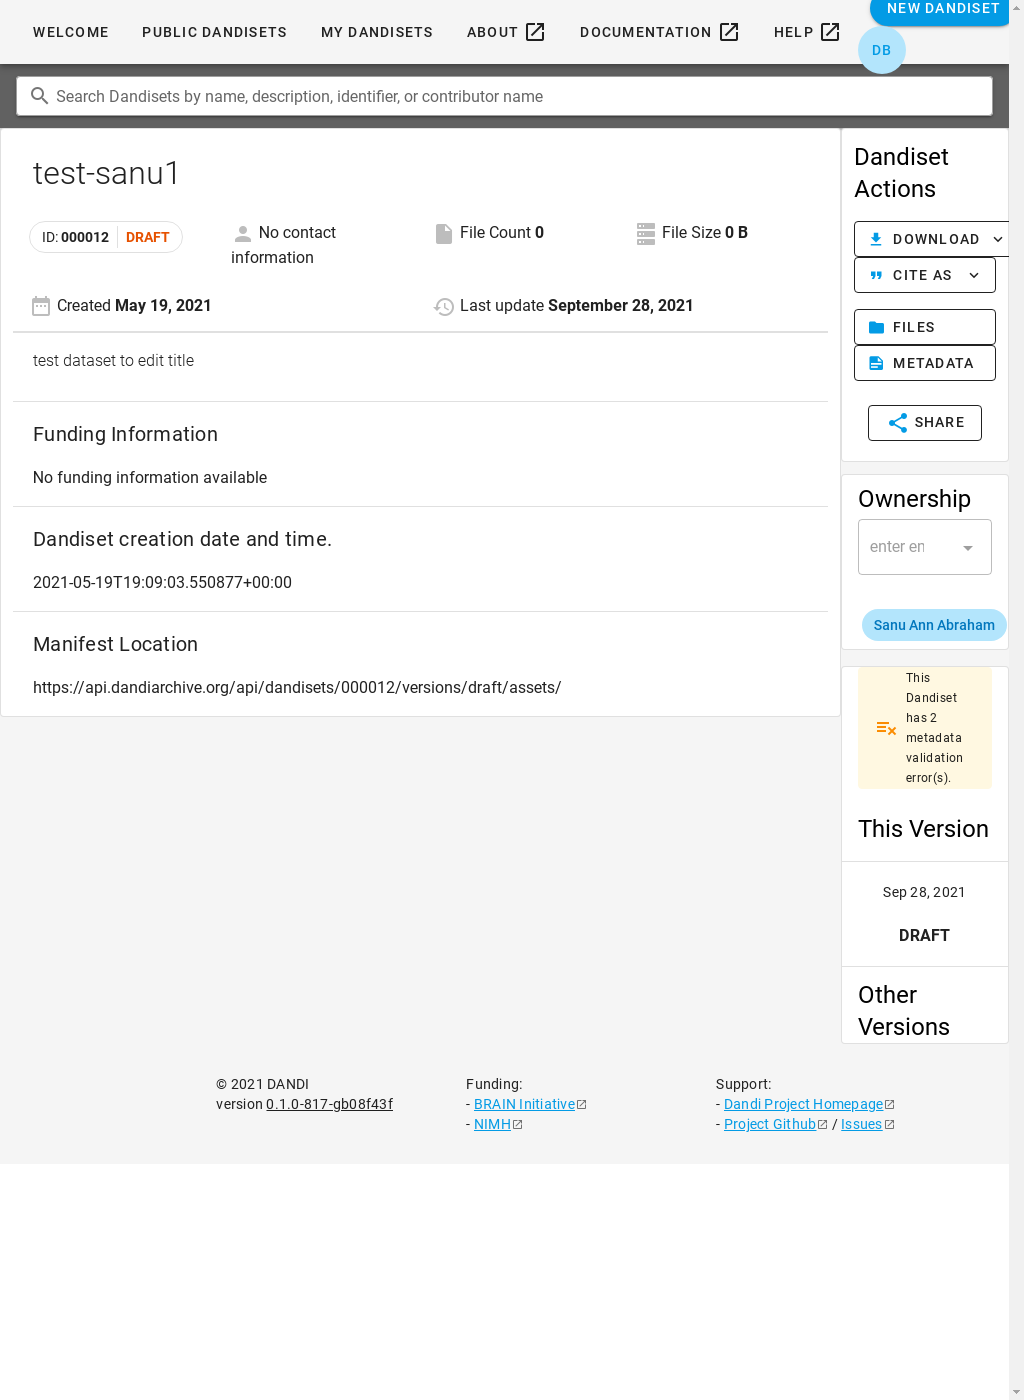 WELCOME PUBLIC DANDISETS MY DANDISETS ABOUT DOCUMENTATION HELP NEW DANDISET
DB
Search Dandisets by name, description, identifier, or contributor name
test-sanu1
ID: 000012 DRAFT
No contact information
File Count 0
File Size 0 B
Created May 19, 2021
Last update September 28, 2021
test dataset to edit title
Funding Information
No funding information available
Dandiset creation date and time.
2021-05-19T19:09:03.550877+00:00
Manifest Location
https://api.dandiarchive.org/api/dandisets/000012/versions/draft/assets/
Dandiset
Actions
DOWNLOAD
CITE AS
FILES
METADATA
SHARE
Ownership
enter en
Sanu Ann Abraham
This
Dandiset
has 2
metadata
validation
error(s).
This Version
Sep 28, 2021
DRAFT
Other
Versions
© 2021 DANDI
version 0.1.0-817-gb08f43f
Funding:
- BRAIN Initiative
- NIMH
Support:
- Dandi Project Homepage
- Project Github / Issues